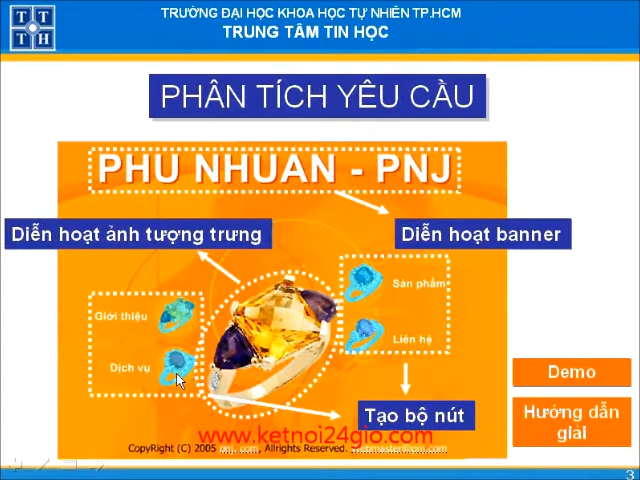 TRƯỜNG ĐẠI HỌC KHOA HỌC TỰ NHIÊN TP.HCM
TRUNG TÂM TIN HỌC
T T
T H
PHÂN TÍCH YÊU CẦU
PHU NHUAN - PNJ
Diễn hoạt ảnh tượng trưng
Diễn hoạt banner
Sản phẩm
Giới thiệu
Liên hệ
Dịch vụ
Demo
Tạo bộ nút
Hướng dẫn
giải
www.ketnoi24gio.com
CopyRight (C) 2005 pnj.com, Allrights Reserved.
3